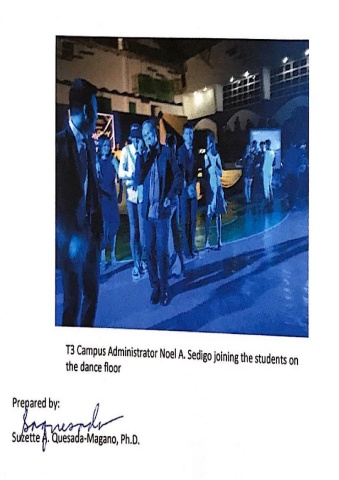 T3 Campus Administrator Noel A. Sedigo joining the students on
the dance floor
Prepared by:
Suzette A. Quesada-Magano, Ph.D.